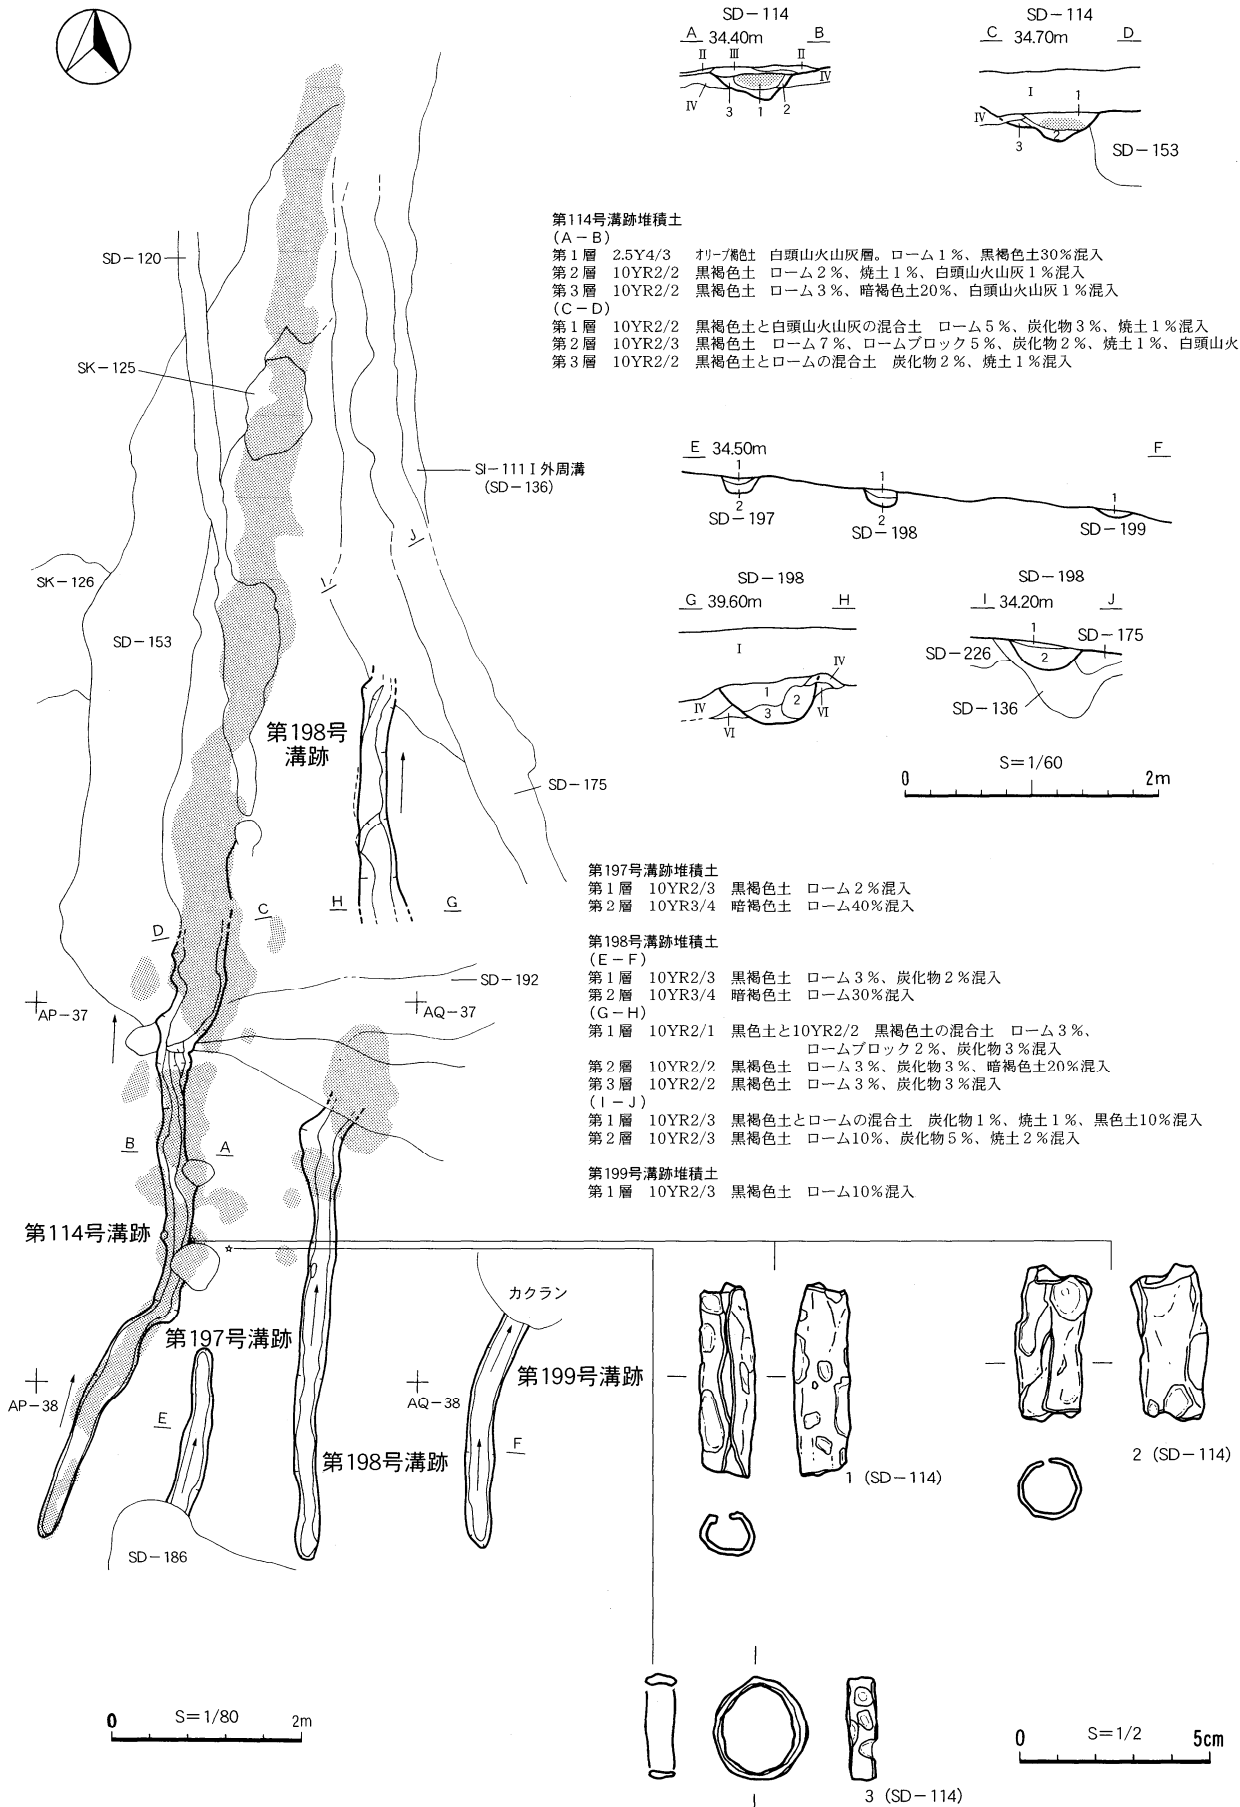 SD-114
A 34.40m B
Ⅱ Ⅲ Ⅱ
Ⅳ Ⅳ
3 1 2
SD-114
C 34.70m D
Ⅰ 1
Ⅳ
2
3
SD-153
第114号溝跡堆積土
(A-B)
第1層 2.5Y4/3 オリーブ褐色土 白頭山火山灰層。ローム1%、黒褐色土30%混入
第2層 10YR2/2 黒褐色土 ローム2%、焼土1%、白頭山火山灰1%混入
第3層 10YR2/2 黒褐色土 ローム3%、暗褐色土20%、白頭山火山灰1%混入
(C-D)
第1層 10YR2/2 黒褐色土と白頭山火山灰の混合土 ローム5%、炭化物3%、焼土1%混入
第2層 10YR2/3 黒褐色土 ローム7%、ロームブロック5%、炭化物2%、焼土1%、白頭山火
第3層 10YR2/2 黒褐色土とロームの混合土 炭化物2%、焼土1%混入
SD-120
SK-125
SI-111Ⅰ外周溝
(SD-136)
J
I
SK-126
SD-153
第198号
溝跡
SD-175
H G
C
D
SD-192
AP-37
AQ-37
B A
第114号溝跡
カクラン
第197号溝跡
第199号溝跡
AP-38
AQ-38
E
F
第198号溝跡
SD-186
0 S=1/80 2m
E 34.50m F
1
2
SD-197
1
2
SD-198
1
SD-199
SD-198
G 39.60m H
Ⅰ
Ⅳ
1
2
Ⅳ
3
Ⅵ
Ⅵ
SD-198
I 34.20m J
1
SD-175
SD-226
2
SD-136
S=1/60
0 2m
第197号溝跡堆積土
第1層 10YR2/3 黒褐色土 ローム2%混入
第2層 10YR3/4 暗褐色土 ローム40%混入
第198号溝跡堆積土
(E-F)
第1層 10YR2/3 黒褐色土 ローム3%、炭化物2%混入
第2層 10YR3/4 暗褐色土 ローム30%混入
(G-H)
第1層 10YR2/1 黒色土と10YR2/2 黒褐色土の混合土 ローム3%、
ロームブロック2%、炭化物3%混入
第2層 10YR2/2 黒褐色土 ローム3%、炭化物3%、暗褐色土20%混入
第3層 10YR2/2 黒褐色土 ローム3%、炭化物3%混入
(I-J)
第1層 10YR2/3 黒褐色土とロームの混合土 炭化物1%、焼土1%、黒色土10%混入
第2層 10YR2/3 黒褐色土 ローム10%、炭化物5%、焼土2%混入
第199号溝跡堆積土
第1層 10YR2/3 黒褐色土 ローム10%混入
1 (SD-114)
2 (SD-114)
3 (SD-114)
0 S=1/2 5cm